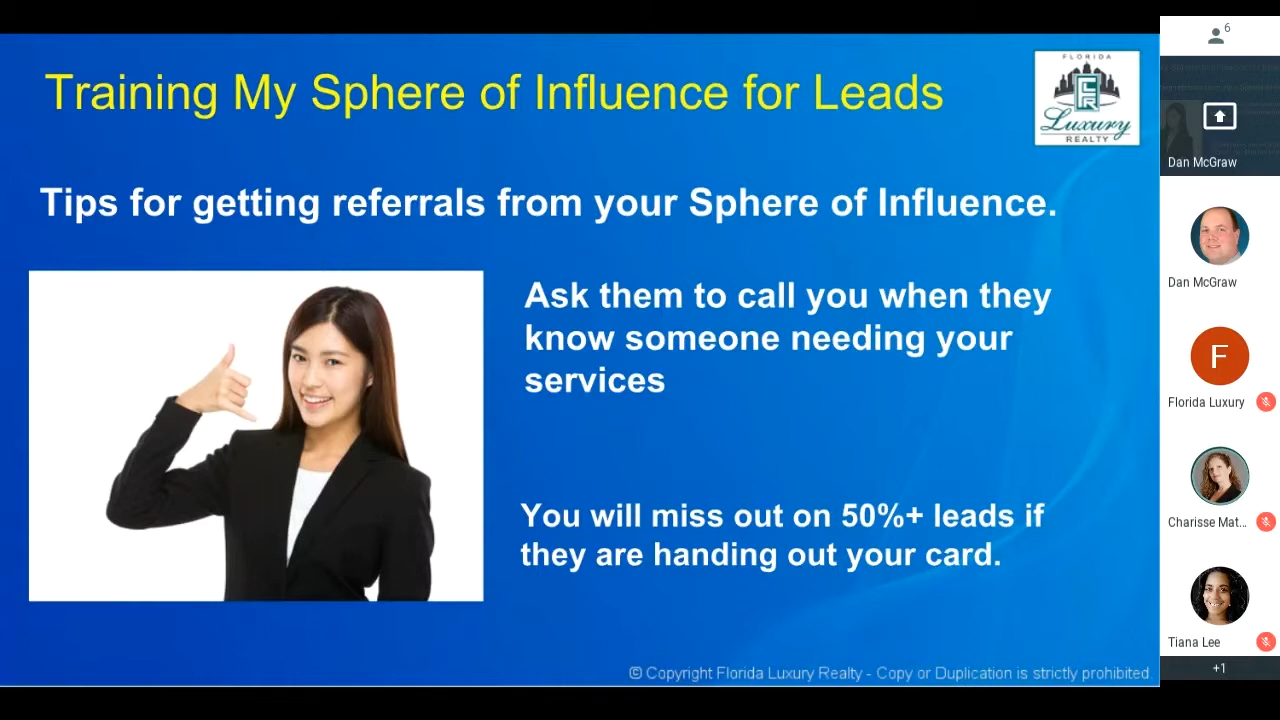 Training My Sphere of Influence for Leads
FLORIDA
FLR
Luxury
REALTY
Tips for getting referrals from your Sphere of Influence.
Ask them to call you when they
know someone needing your
services
You will miss out on 50%+ leads if
they are handing out your card.
© Copyright Florida Luxury Realty - Copy or Duplication is strictly prohibited.
6
Dan McGraw
Dan McGraw
F
Florida Luxury
Charisse Mat...
Tiana Lee
+1